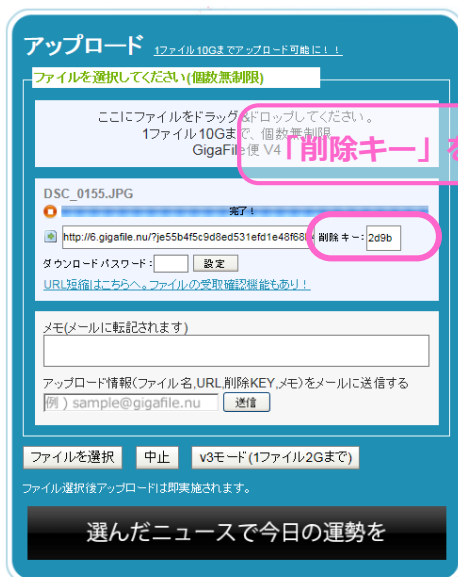 アップロード 1ファイル10Gまでアップロード可能に！！
ファイルを選択してください(個数無制限)
ここにファイルをドラッグ&ドロップしてください。
1ファイル10Gまで、個数無制限
GigaFile便 V4
「削除キー」を
DSC_0155.JPG
完了！
http://6.gigafile.nu/?je55b4f5c9d8ed531efd1e48f68 削除キー: 2d9b
ダウンロードパスワード: 設定
URL短縮はこちらへ。ファイルの受取確認機能もあり！
メモ(メールに転記されます)
アップロード情報(ファイル名,URL,削除KEY,メモ)をメールに送信する
例 ) sample@gigafile.nu 送信
ファイルを選択 中止 v3モード(1ファイル2Gまで)
ファイル選択後アップロードは即実施されます。
選んだニュースで今日の運勢を